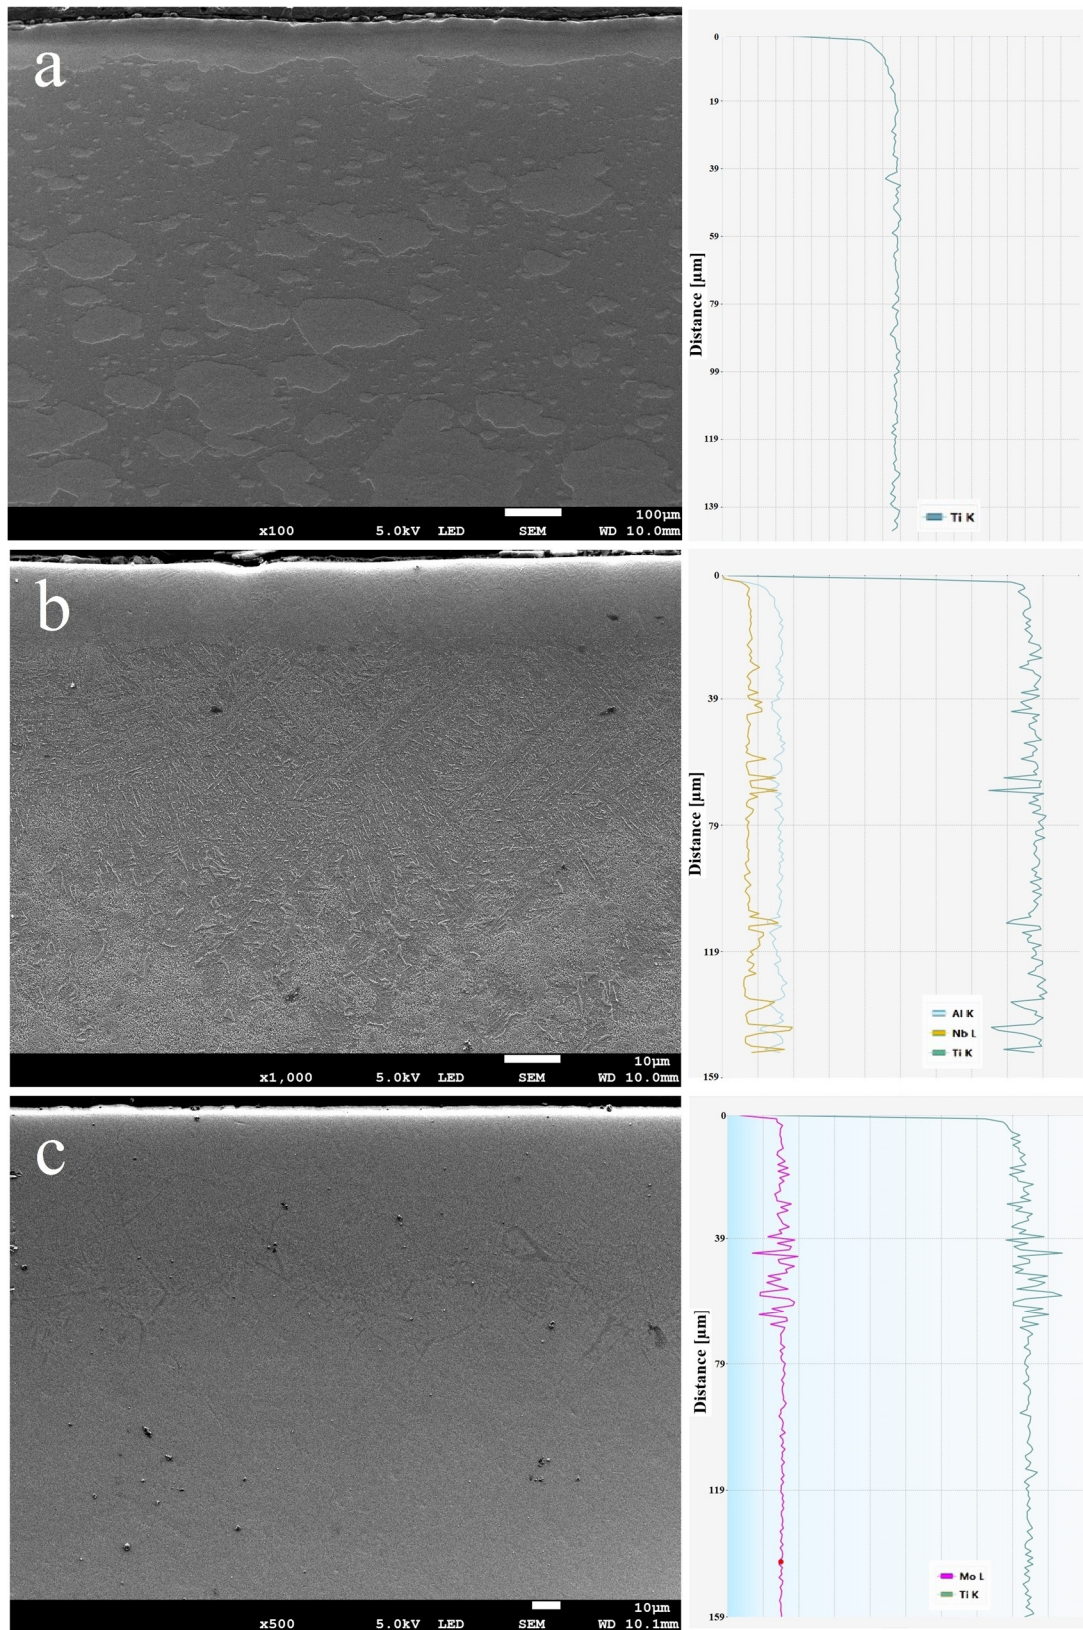 a
100μm
x100 5.0kV LED SEM WD 10.0mm
0
19
39
59
79
99
119
139
Distance [μm]
Ti K
b
10μm
x1,000 5.0kV LED SEM WD 10.0mm
0
39
79
119
159
Distance [μm]
Al K
Nb L
Ti K
c
10μm
x500 5.0kV LED SEM WD 10.1mm
0
39
79
119
159
Distance [μm]
Mo L
Ti K